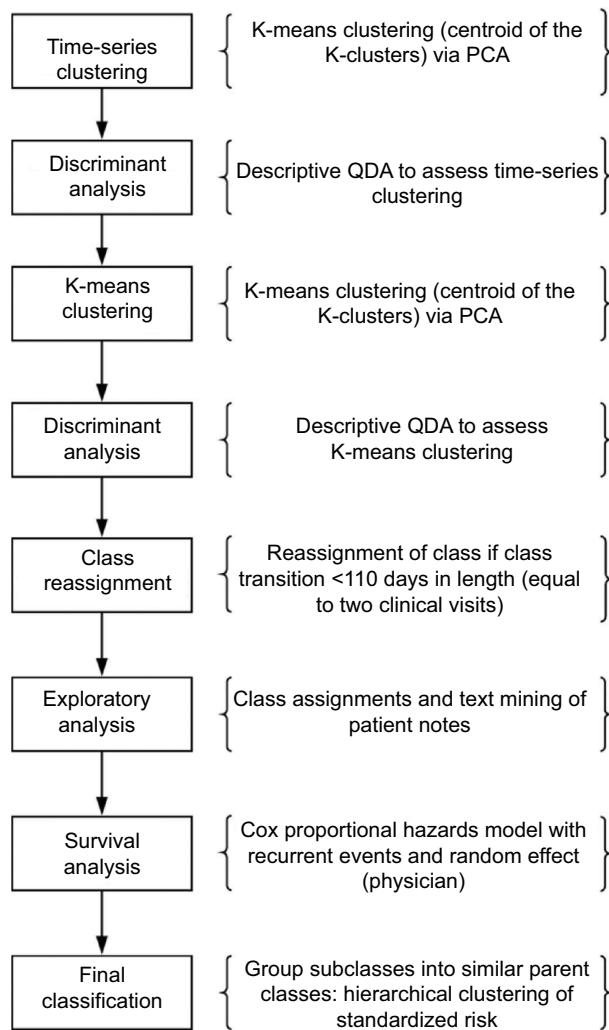 Time-series
clustering
K-means clustering (centroid of the
K-clusters) via PCA
Discriminant
analysis
Descriptive QDA to assess time-series
clustering
K-means
clustering
K-means clustering (centroid of the
K-clusters) via PCA
Discriminant
analysis
Descriptive QDA to assess
K-means clustering
Class
reassignment
Reassignment of class if class
transition <110 days in length (equal
to two clinical visits)
Exploratory
analysis
Class assignments and text mining of
patient notes
Survival
analysis
Cox proportional hazards model with
recurrent events and random effect
(physician)
Final
classification
Group subclasses into similar parent
classes: hierarchical clustering of
standardized risk